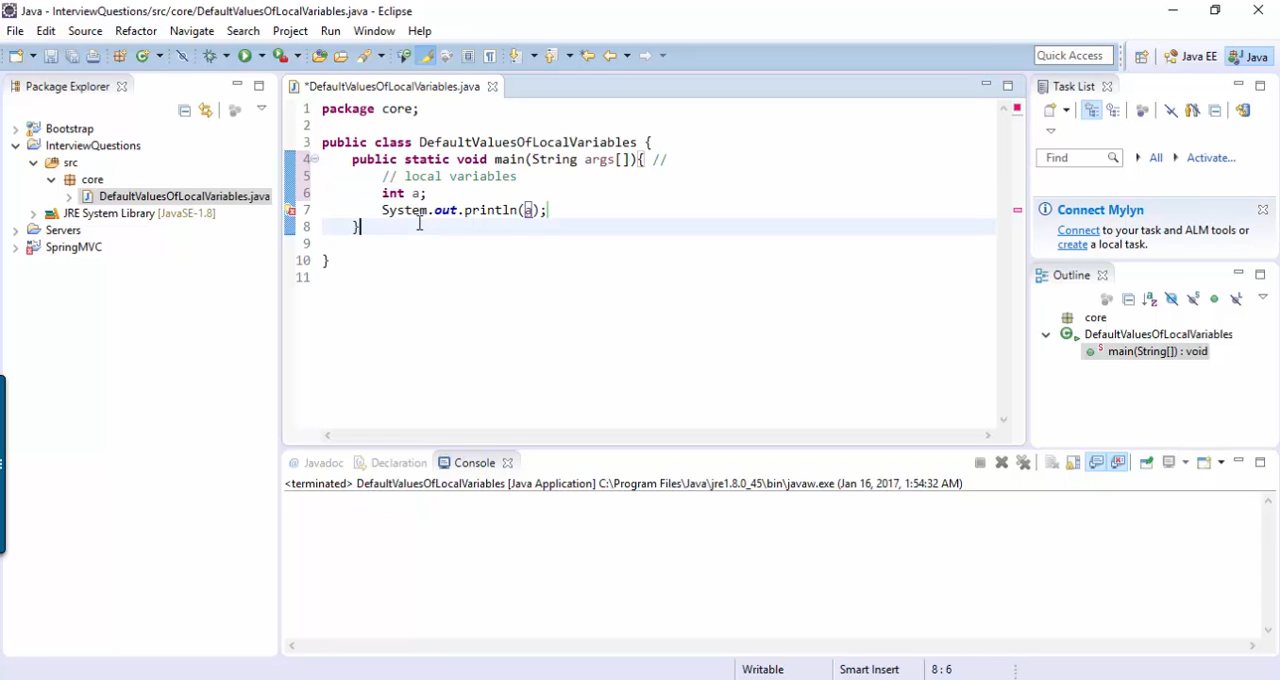 Java - InterviewQuestions/src/core/DefaultValuesOfLocalVariables.java - Eclipse
File Edit Source Refactor Navigate Search Project Run Window Help
Quick Access
Java EE
Java
Package Explorer
Bootstrap
InterviewQuestions
src
core
DefaultValuesOfLocalVariables.java
JRE System Library [JavaSE-1.8]
Servers
SpringMVC
*DefaultValuesOfLocalVariables.java
1 package core;
2
3 public class DefaultValuesOfLocalVariables {
4 public static void main(String args[]){ //
5 // local variables
6 int a;
7 System.out.println(a);
8 }
9
10 }
11
Task List
Find
All
Activate...
Connect Mylyn
Connect to your task and ALM tools or
create a local task.
Outline
core
DefaultValuesOfLocalVariables
main(String[]) : void
@ Javadoc Declaration Console
<terminated> DefaultValuesOfLocalVariables [Java Application] C:\Program Files\Java\jre1.8.0_45\bin\javaw.exe (Jan 16, 2017, 1:54:32 AM)
Writable Smart Insert 8 : 6